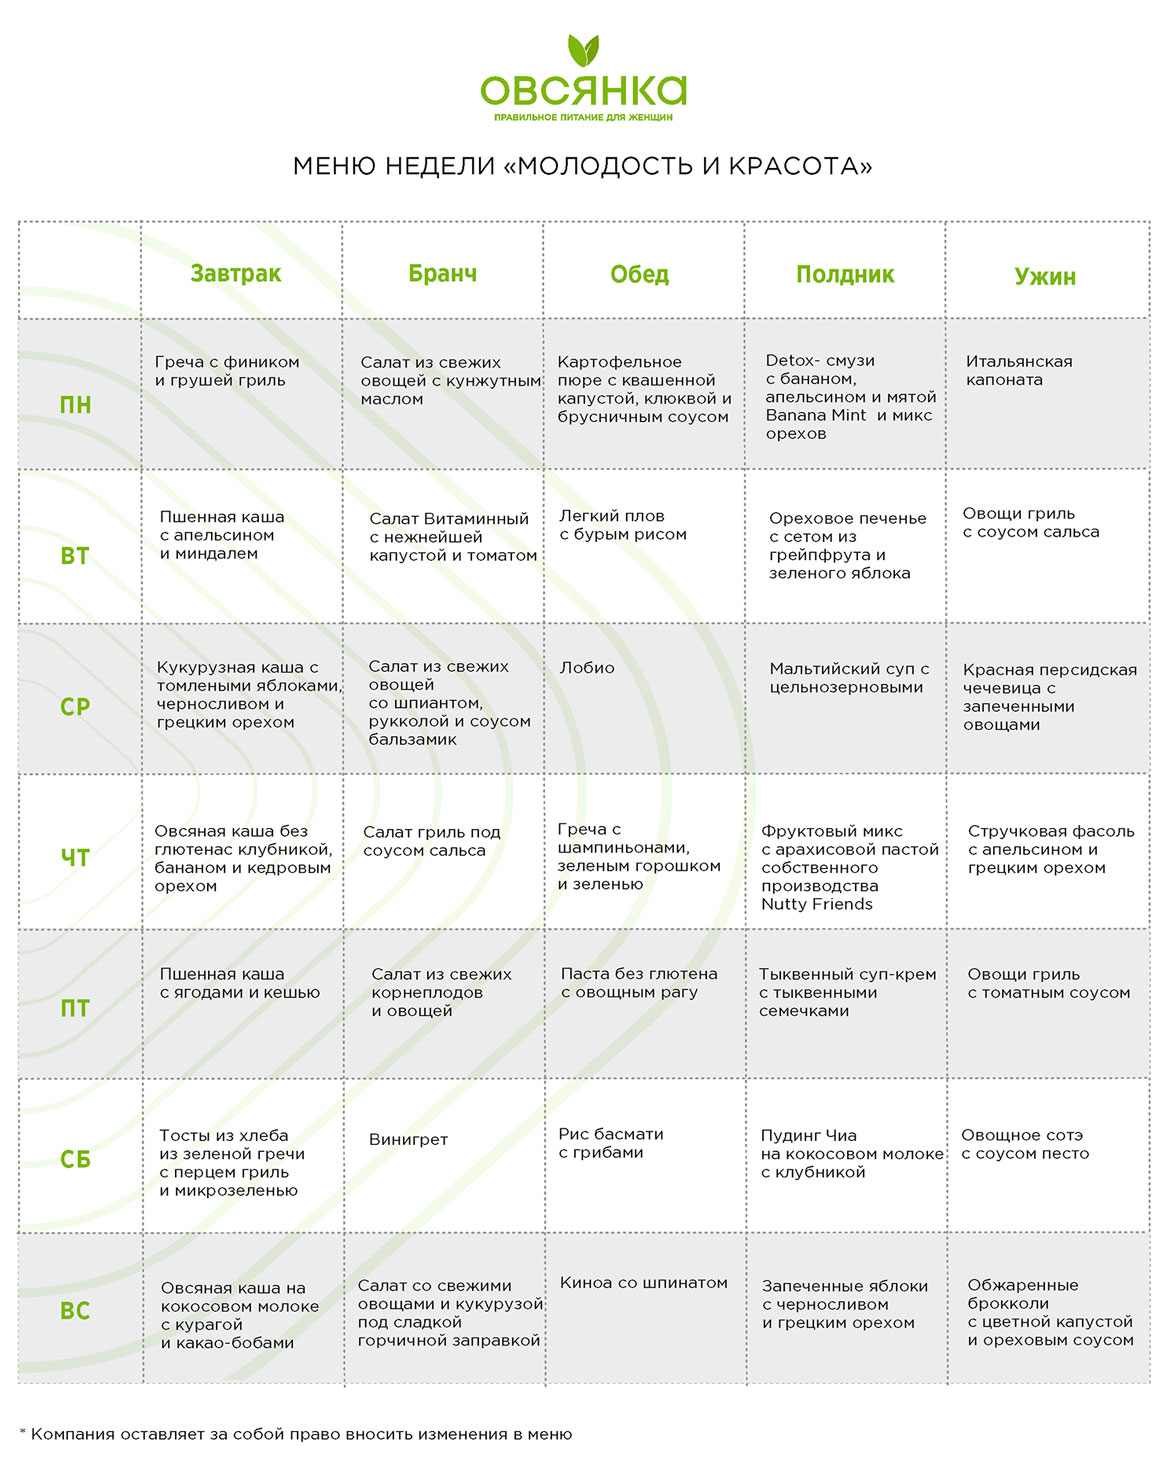 ОВСЯНКА
ПРАВИЛЬНОЕ ПИТАНИЕ ДЛЯ ЖЕНЩИН
МЕНЮ НЕДЕЛИ «МОЛОДОСТЬ И КРАСОТА»
Завтрак
Бранч
Обед
Полдник
Ужин
ПН
Греча с фиником
и грушей гриль
Салат из свежих
овощей с кунжутным
маслом
Картофельное
пюре с квашенной
капустой, клюквой и
брусничным соусом
Detox- смузи
с бананом,
апельсином и мятой
Banana Mint и микс
орехов
Итальянская
капоната
ВТ
Пшенная каша
с апельсином
и миндалем
Салат Витаминный
с нежнейшей
капустой и томатом
Легкий плов
с бурым рисом
Ореховое печенье
с сетом из
грейпфрута и
зеленого яблока
Овощи гриль
с соусом сальса
СР
Кукурузная каша с
томлеными яблоками,
черносливом и
грецким орехом
Салат из свежих
овощей
со шпиантом,
рукколой и соусом
бальзамик
Лобио
Мальтийский суп с
цельнозерновыми
Красная персидская
чечевица с
запеченными
овощами
ЧТ
Овсяная каша без
глютенас клубникой,
бананом и кедровым
орехом
Салат гриль под
соусом сальса
Греча с
шампиньонами,
зеленым горошком
и зеленью
Фруктовый микс
с арахисовой пастой
собственного
производства
Nutty Friends
Стручковая фасоль
с апельсином и
грецким орехом
ПТ
Пшенная каша
с ягодами и кешью
Салат из свежих
корнеплодов
и овощей
Паста без глютена
с овощным рагу
Тыквенный суп-крем
с тыквенными
семечками
Овощи гриль
с томатным соусом
СБ
Тосты из хлеба
из зеленой гречи
с перцем гриль
и микрозеленью
Винигрет
Рис басмати
с грибами
Пудинг Чиа
на кокосовом молоке
с клубникой
Овощное сотэ
с соусом песто
ВС
Овсяная каша на
кокосовом молоке
с курагой
и какао-бобами
Салат со свежими
овощами и кукурузой
под сладкой
горчичной заправкой
Киноа со шпинатом
Запеченные яблоки
с черносливом
и грецким орехом
Обжаренные
брокколи
с цветной капустой
и ореховым соусом
* Компания оставляет за собой право вносить изменения в меню